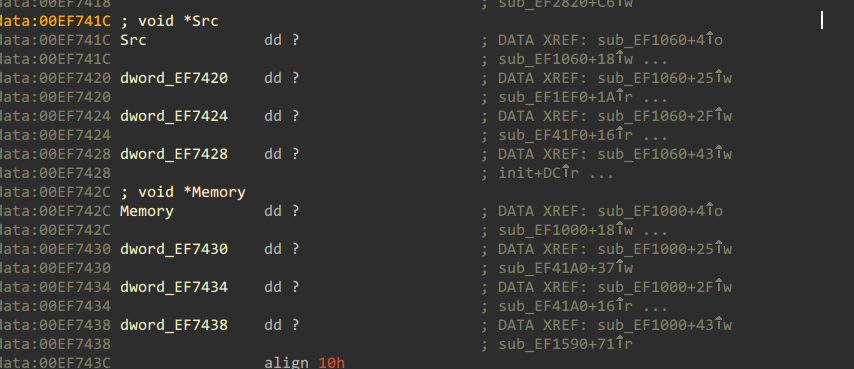 data:00EF7418 ; sub_EF2820+C6↑w
data:00EF741C ; void *Src
data:00EF741C Src dd ? ; DATA XREF: sub_EF1060+4↑o
data:00EF741C ; sub_EF1060+18↑w ...
data:00EF7420 dword_EF7420 dd ? ; DATA XREF: sub_EF1060+25↑w
data:00EF7420 ; sub_EF1EF0+1A↑r ...
data:00EF7424 dword_EF7424 dd ? ; DATA XREF: sub_EF1060+2F↑w
data:00EF7424 ; sub_EF41F0+16↑r ...
data:00EF7428 dword_EF7428 dd ? ; DATA XREF: sub_EF1060+43↑w
data:00EF7428 ; init+DC↑r ...
data:00EF742C ; void *Memory
data:00EF742C Memory dd ? ; DATA XREF: sub_EF1000+4↑o
data:00EF742C ; sub_EF1000+18↑w ...
data:00EF7430 dword_EF7430 dd ? ; DATA XREF: sub_EF1000+25↑w
data:00EF7430 ; sub_EF41A0+37↑w
data:00EF7434 dword_EF7434 dd ? ; DATA XREF: sub_EF1000+2F↑w
data:00EF7434 ; sub_EF41A0+16↑r ...
data:00EF7438 dword_EF7438 dd ? ; DATA XREF: sub_EF1000+43↑w
data:00EF7438 ; sub_EF1590+71↑r
data:00EF743C align 10h